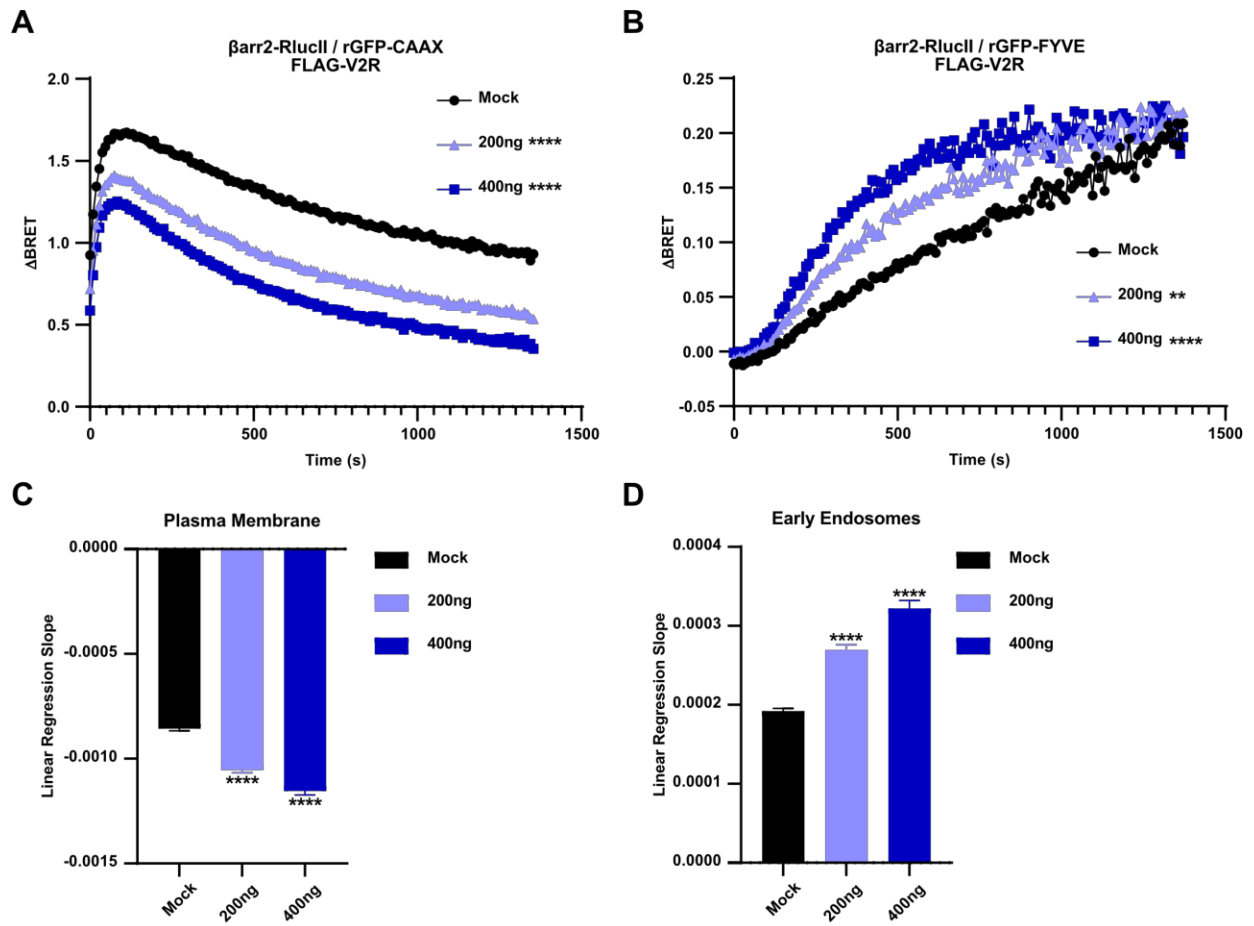 A
βarr2-RlucII / rGFP-CAAX
FLAG-V2R
2.0
1.5
1.0
0.5
0.0
ΔBRET
Mock
200ng ****
400ng ****
0
500
1000
1500
Time (s)
B
βarr2-RlucII / rGFP-FYVE
FLAG-V2R
0.25
0.20
0.15
0.10
0.05
0.00
-0.05
ΔBRET
Mock
200ng **
400ng ****
0
500
1000
1500
Time (s)
C
Plasma Membrane
0.0000
-0.0005
-0.0010
-0.0015
Linear Regression Slope
****
****
Mock
200ng
400ng
Mock
200ng
400ng
D
Early Endosomes
0.0004
0.0003
0.0002
0.0001
0.0000
Linear Regression Slope
****
****
Mock
200ng
400ng
Mock
200ng
400ng